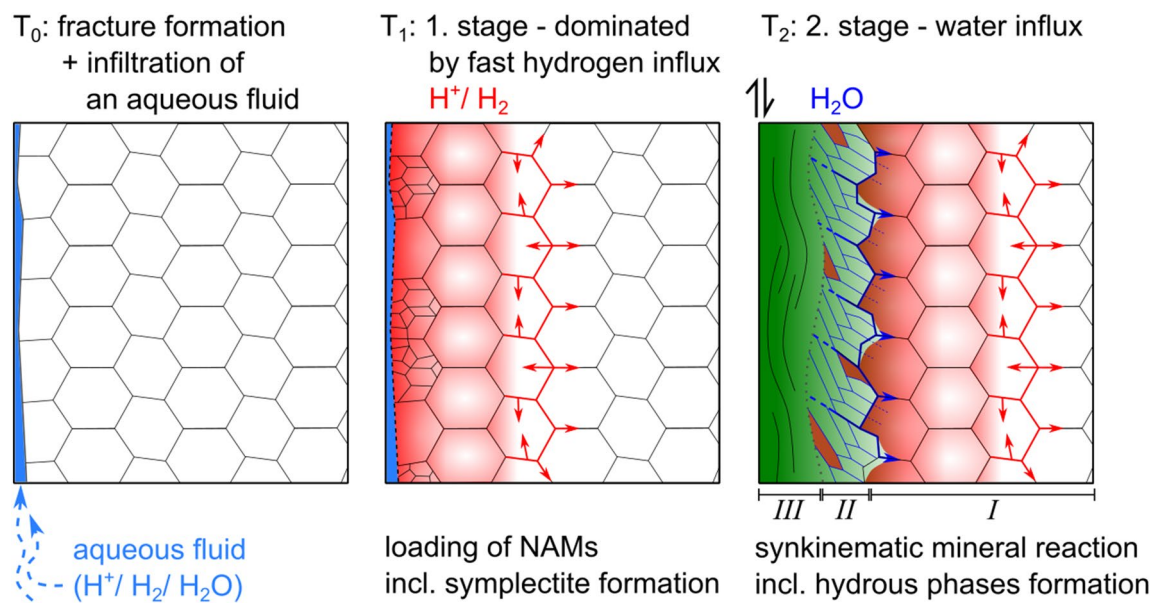 T₀: fracture formation
+ infiltration of
an aqueous fluid
aqueous fluid
(H⁺/ H₂/ H₂O)
T₁: 1. stage - dominated
by fast hydrogen influx
H⁺/ H₂
loading of NAMs
incl. symplectite formation
T₂: 2. stage - water influx
H₂O
III II I
synkinematic mineral reaction
incl. hydrous phases formation